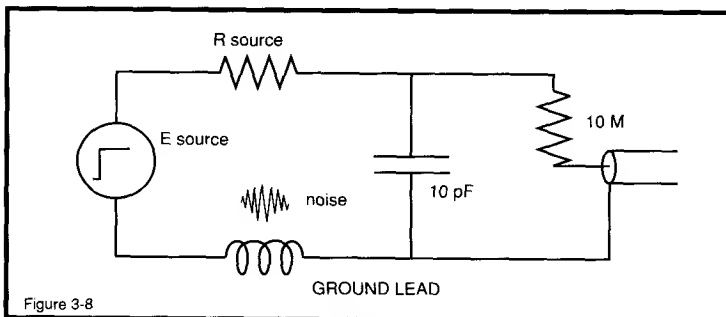 R source
E source
10 M
noise
10 pF
GROUND LEAD
Figure 3-8